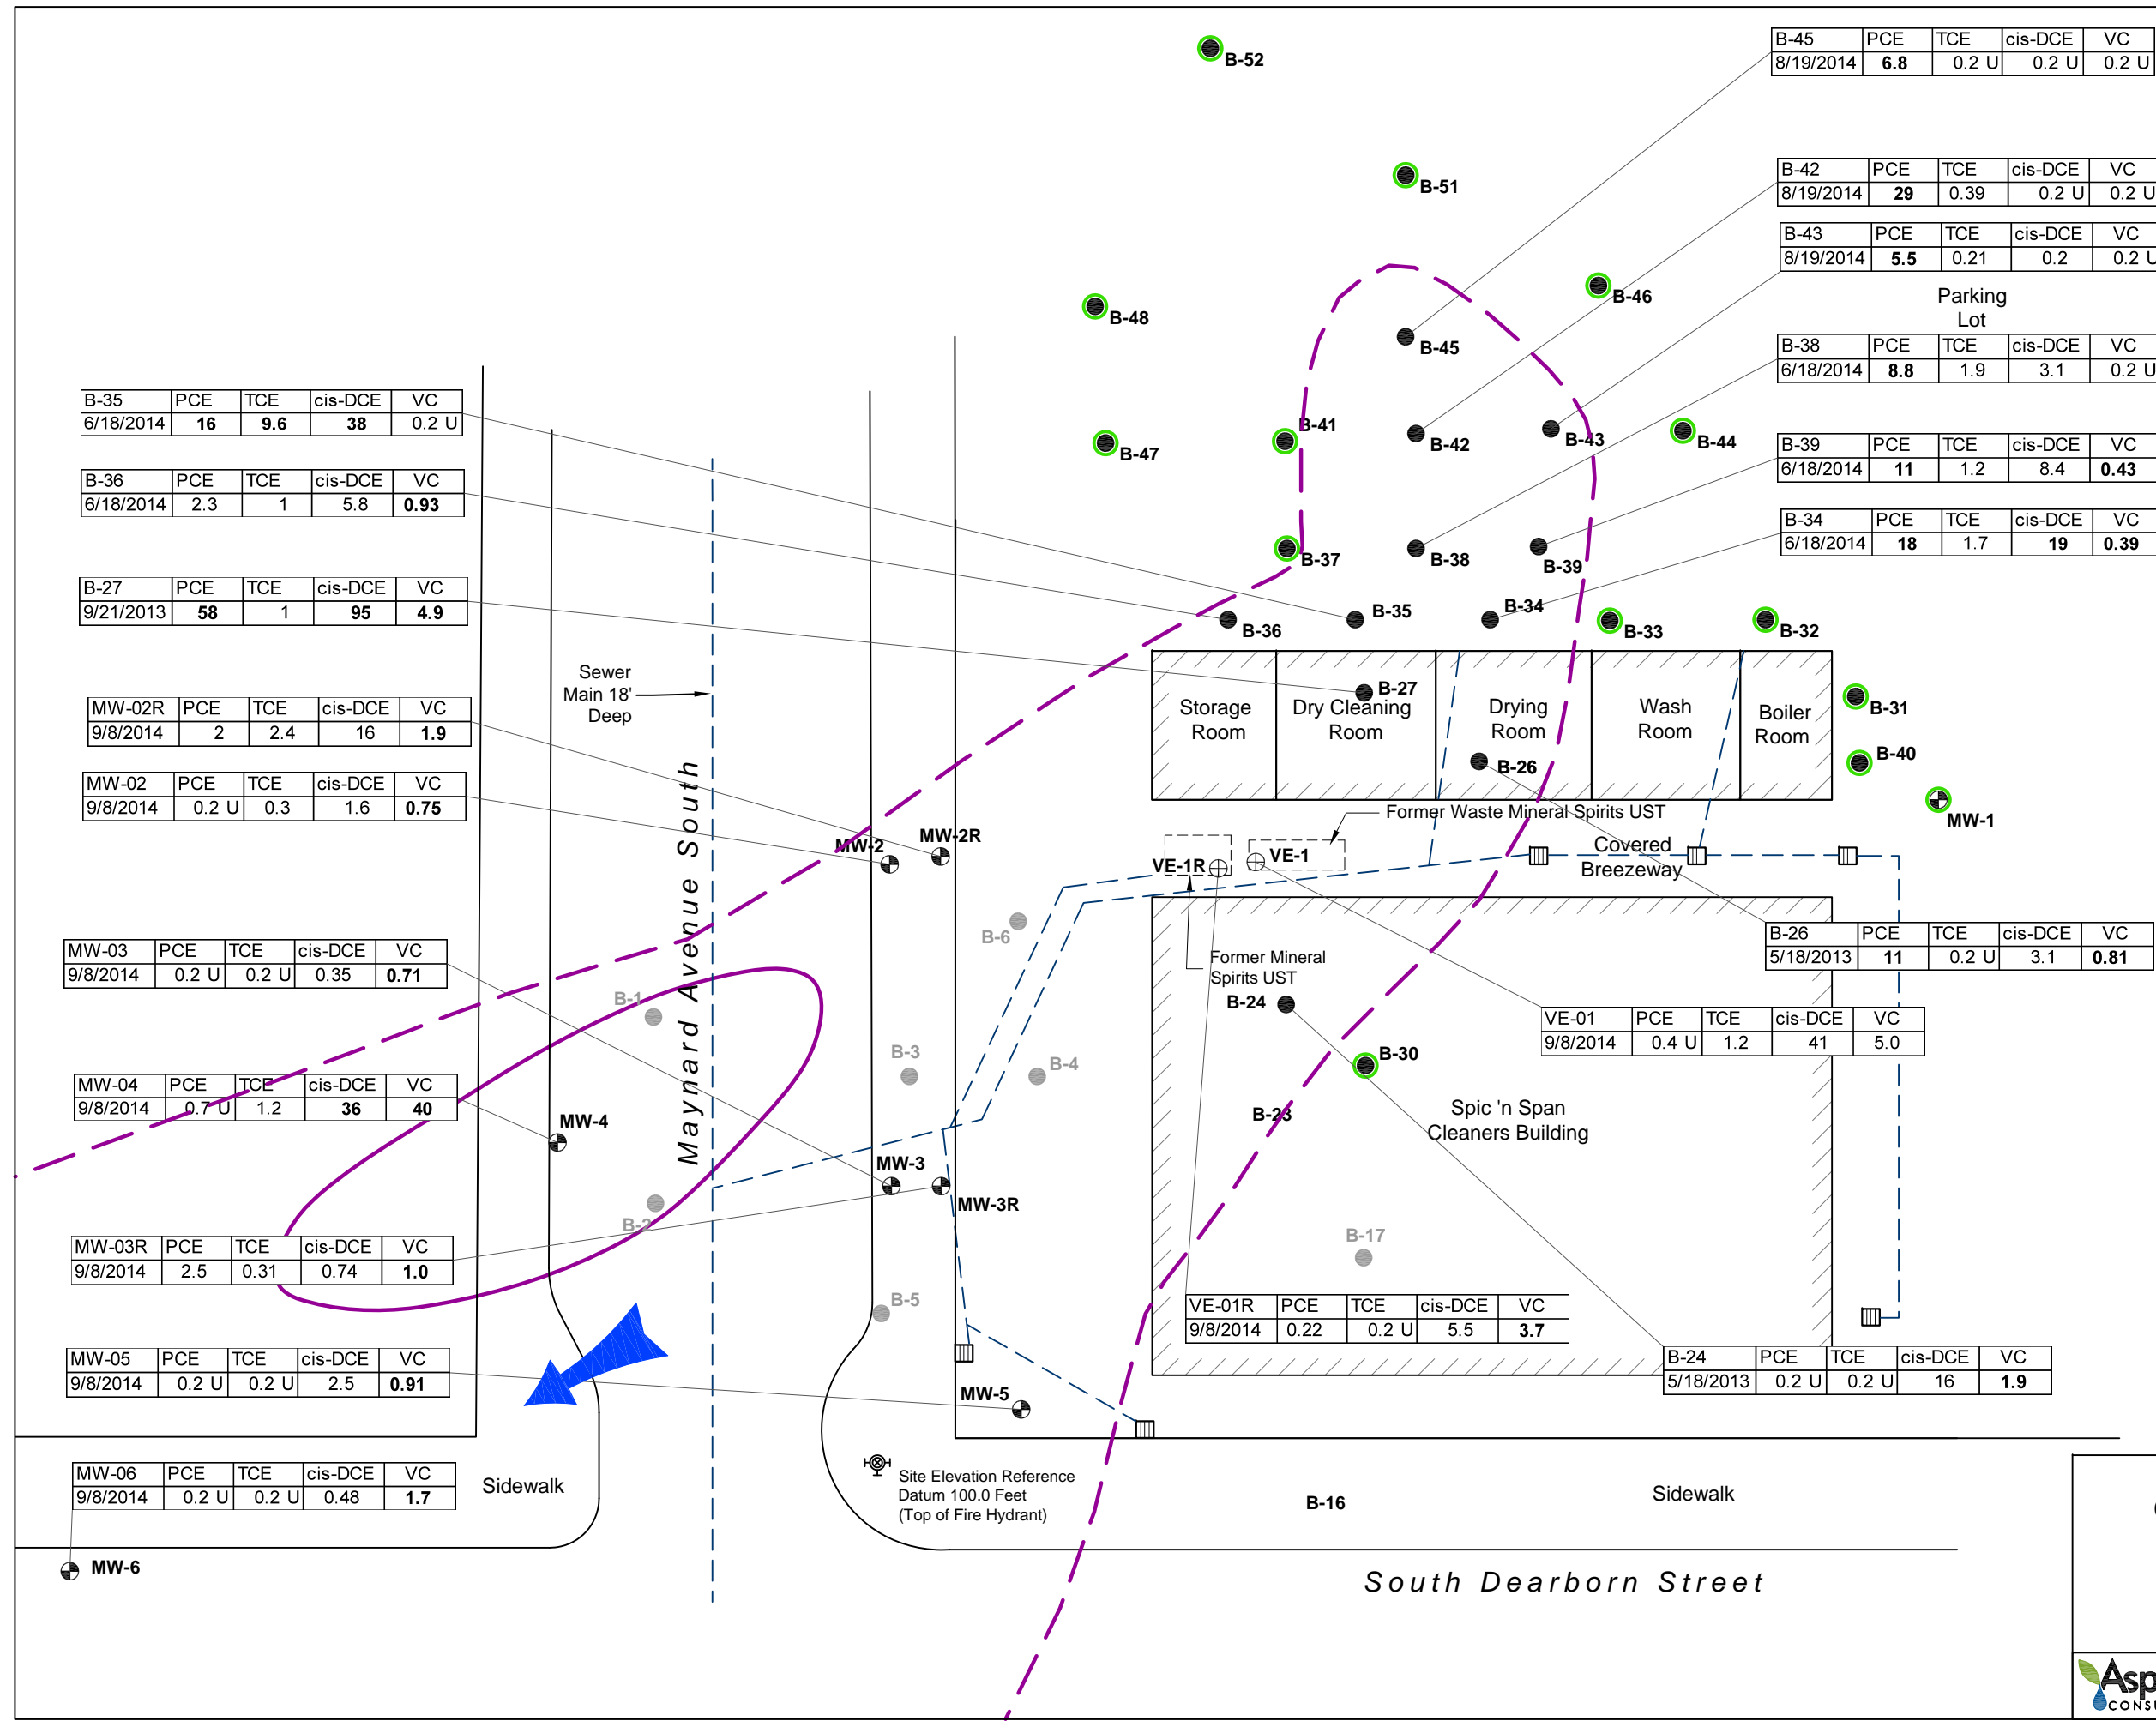 B-52
B-51
B-48
B-46
B-45
B-41
B-42
B-43
B-44
B-47
B-37
B-38
B-39
B-36
B-35
B-34
B-33
B-32
B-45 PCE TCE cis-DCE VC
8/19/2014 6.8 0.2 U 0.2 U 0.2 U
B-42 PCE TCE cis-DCE VC
8/19/2014 29 0.39 0.2 U 0.2 U
B-43 PCE TCE cis-DCE VC
8/19/2014 5.5 0.21 0.2 0.2 U
Parking
Lot
B-38 PCE TCE cis-DCE VC
6/18/2014 8.8 1.9 3.1 0.2 U
B-39 PCE TCE cis-DCE VC
6/18/2014 11 1.2 8.4 0.43
B-34 PCE TCE cis-DCE VC
6/18/2014 18 1.7 19 0.39
B-35 PCE TCE cis-DCE VC
6/18/2014 16 9.6 38 0.2 U
B-36 PCE TCE cis-DCE VC
6/18/2014 2.3 1 5.8 0.93
B-27 PCE TCE cis-DCE VC
9/21/2013 58 1 95 4.9
MW-02R PCE TCE cis-DCE VC
9/8/2014 2 2.4 16 1.9
MW-02 PCE TCE cis-DCE VC
9/8/2014 0.2 U 0.3 1.6 0.75
MW-03 PCE TCE cis-DCE VC
9/8/2014 0.2 U 0.2 U 0.35 0.71
MW-04 PCE TCE cis-DCE VC
9/8/2014 0.7 U 1.2 36 40
MW-03R PCE TCE cis-DCE VC
9/8/2014 2.5 0.31 0.74 1.0
MW-05 PCE TCE cis-DCE VC
9/8/2014 0.2 U 0.2 U 2.5 0.91
MW-06 PCE TCE cis-DCE VC
9/8/2014 0.2 U 0.2 U 0.48 1.7
Sewer
Main 18'
Deep
Maynard Avenue South
Storage
Room
B-27
Dry Cleaning
Room
Drying
Room
B-26
Wash
Room
Boiler
Room
B-31
B-40
MW-1
Former Waste Mineral Spirits UST
Covered
Breezeway
MW-2
MW-2R
VE-1R
VE-1
B-6
B-1
B-3
B-4
MW-4
B-2
MW-3
MW-3R
B-5
MW-5
Former Mineral
Spirits UST
B-24
B-30
B-23
Spic 'n Span
Cleaners Building
B-17
B-26 PCE TCE cis-DCE VC
5/18/2013 11 0.2 U 3.1 0.81
VE-01 PCE TCE cis-DCE VC
9/8/2014 0.4 U 1.2 41 5.0
VE-01R PCE TCE cis-DCE VC
9/8/2014 0.22 0.2 U 5.5 3.7
B-24 PCE TCE cis-DCE VC
5/18/2013 0.2 U 0.2 U 16 1.9
Sidewalk
Site Elevation Reference
Datum 100.0 Feet
(Top of Fire Hydrant)
B-16
Sidewalk
MW-6
South Dearborn Street